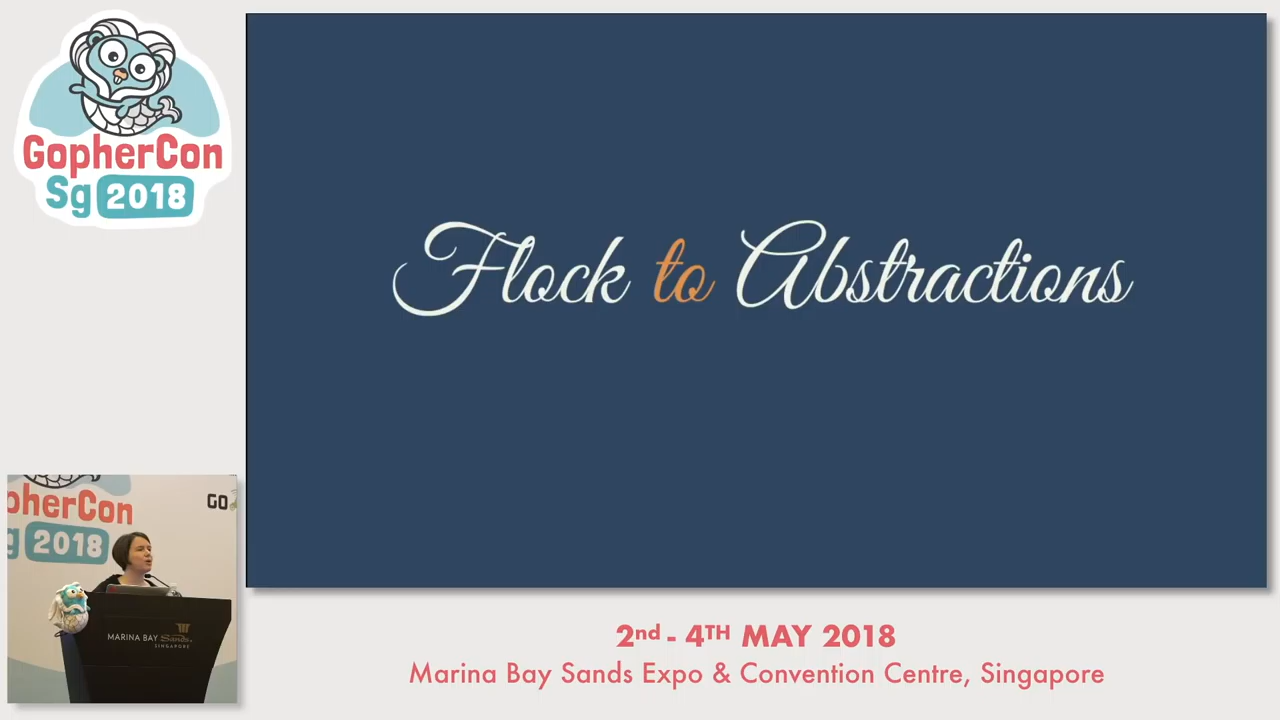 GopherCon
Sg 2018
Flock to Abstractions
pherCon
g 2018
GO
MARINA BAY Sands
SINGAPORE
2nd - 4TH MAY 2018
Marina Bay Sands Expo & Convention Centre, Singapore